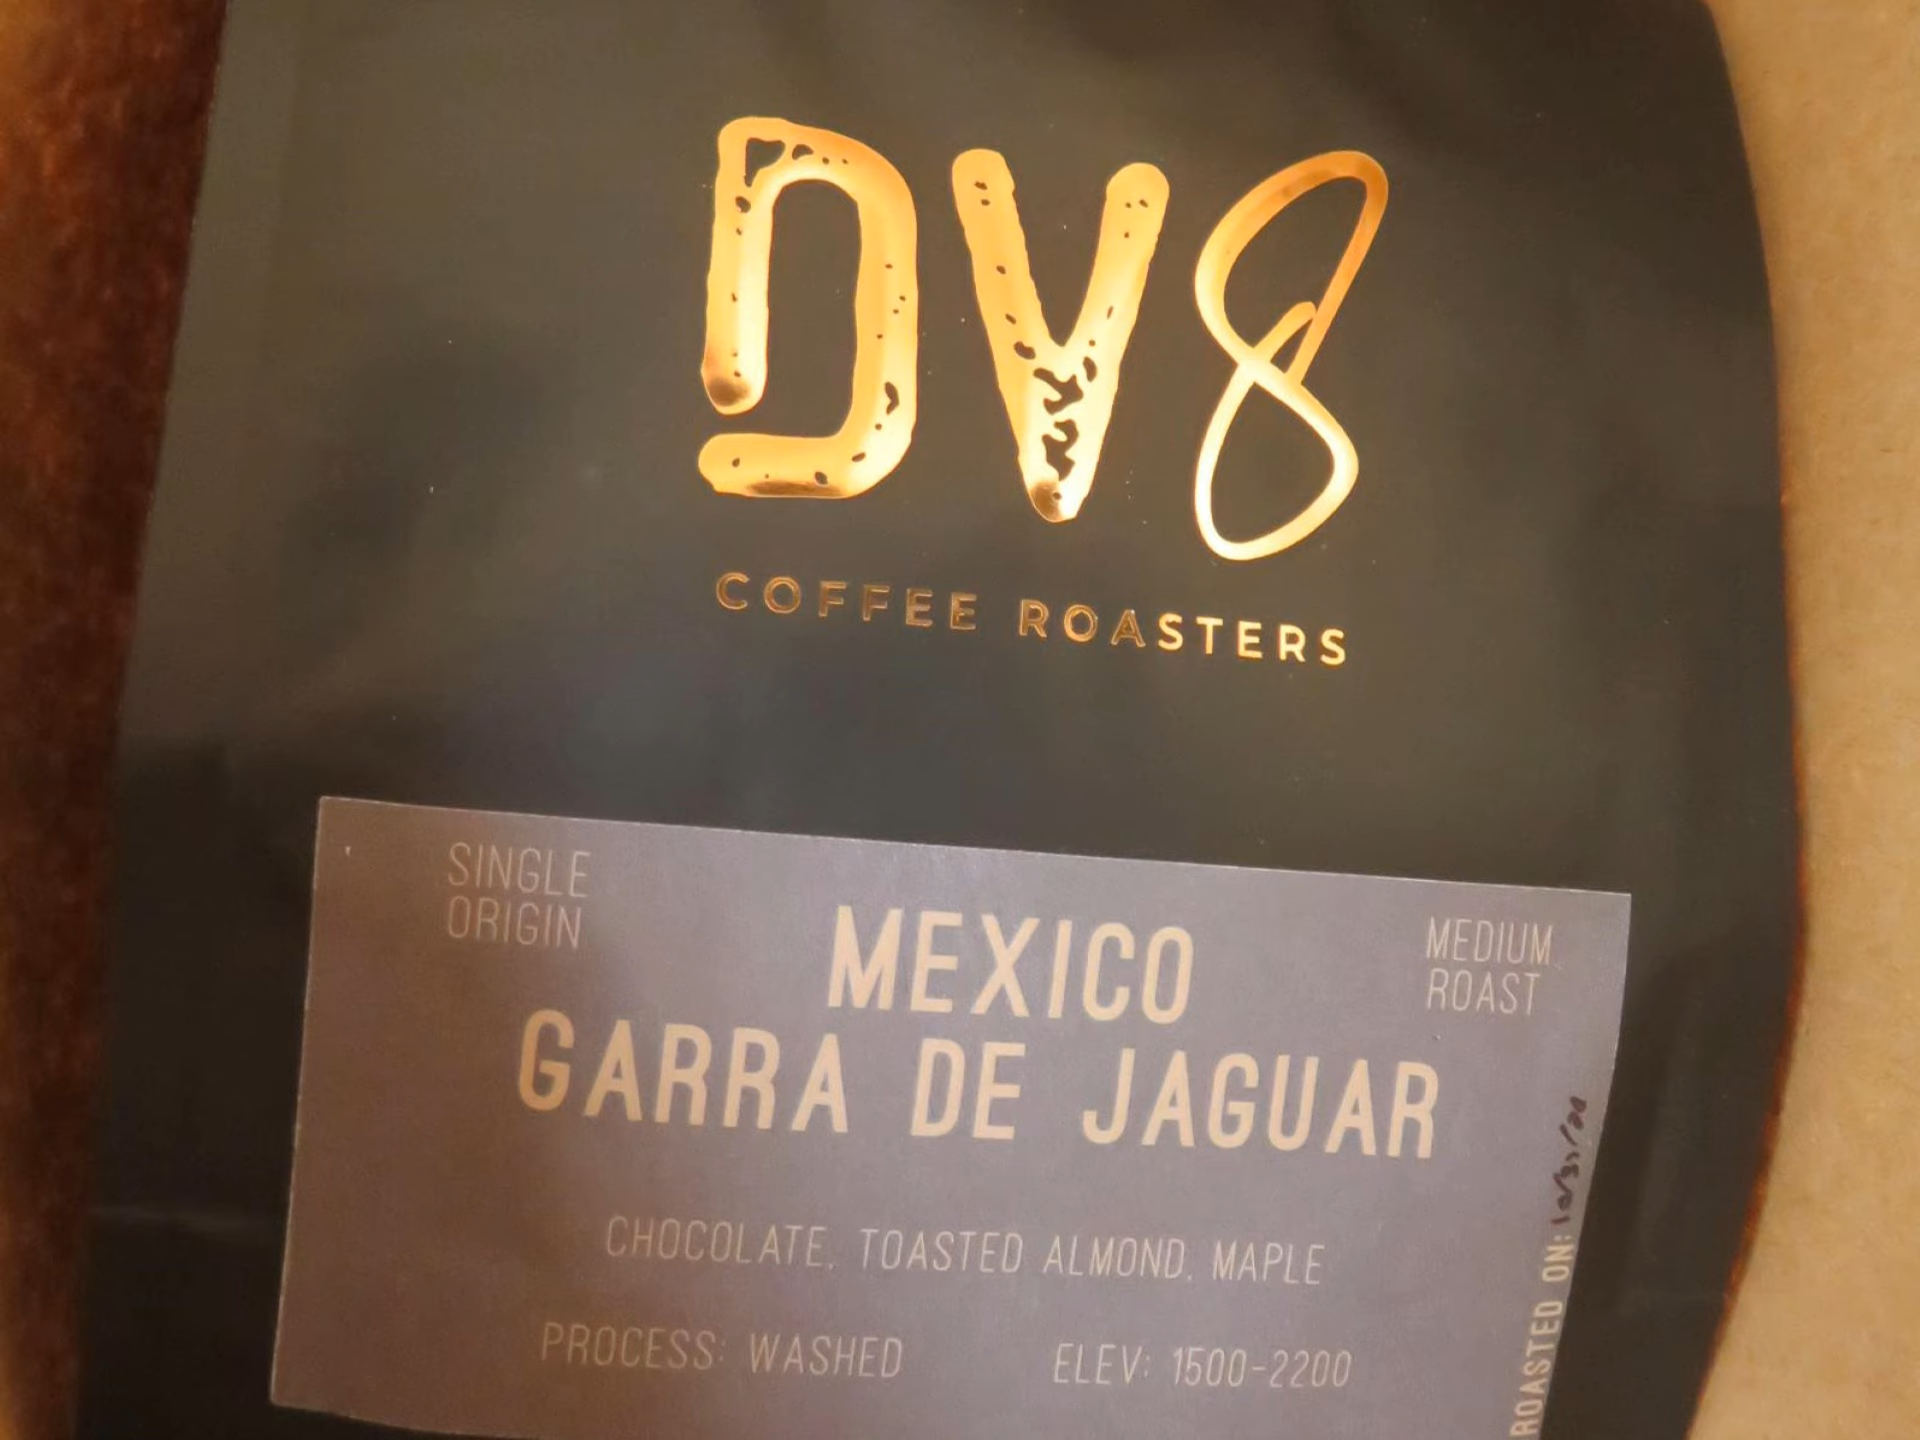 DV8
COFFEE ROASTERS
SINGLE
ORIGIN
MEXICO
GARRA DE JAGUAR
MEDIUM
ROAST
CHOCOLATE, TOASTED ALMOND, MAPLE
PROCESS: WASHED
ELEV: 1500-2200
ROASTED ON: